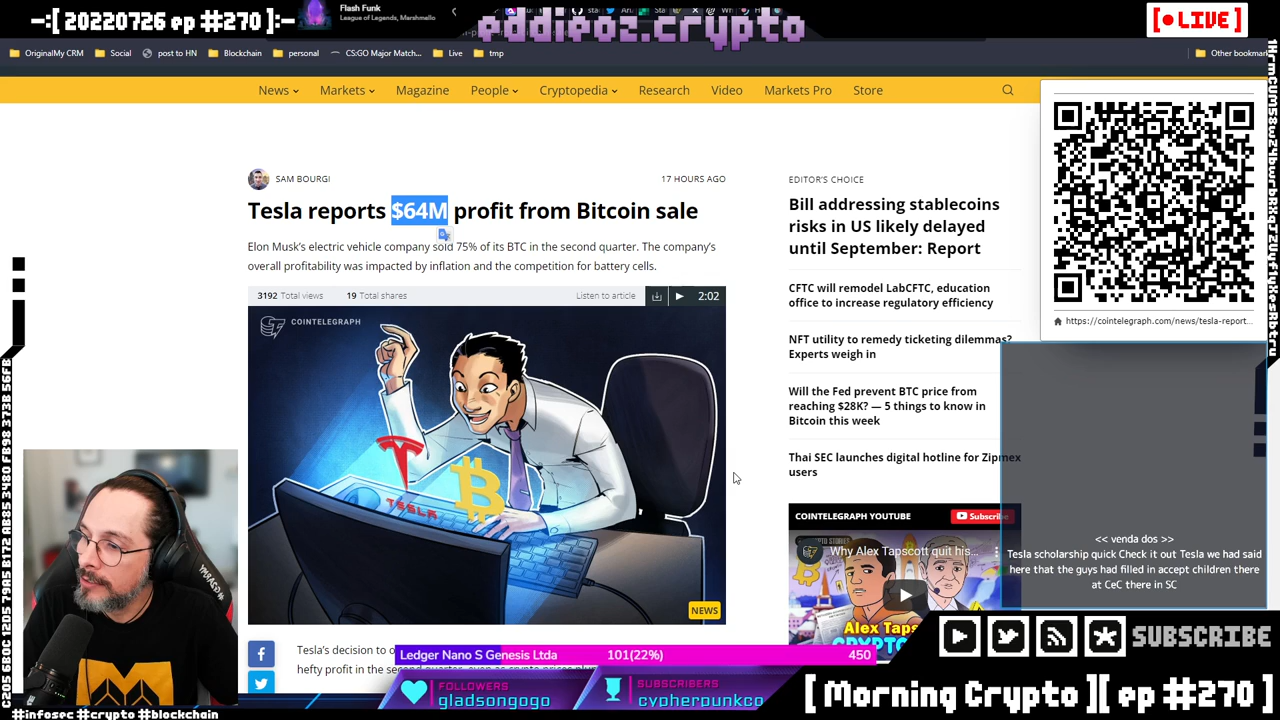 -:[ 20220726 ep #270 ]:-
Flash Funk
League of Legends, Marshmello
eddieoz.crypto
[ LIVE ]
OriginalMy CRM
Social
post to HN
Blockchain
personal
CS:GO Major Match...
Live
tmp
Other bookmar
News
Markets
Magazine
People
Cryptopedia
Research
Video
Markets Pro
Store
SAM BOURGI
17 HOURS AGO
Tesla reports $64M profit from Bitcoin sale
Elon Musk's electric vehicle company sold 75% of its BTC in the second quarter. The company's
overall profitability was impacted by inflation and the competition for battery cells.
3192 Total views
19 Total shares
Listen to article
2:02
COINTELEGRAPH
TESLA
NEWS
Tesla's decision to
hefty profit in the
EDITOR'S CHOICE
Bill addressing stablecoins
risks in US likely delayed
until September: Report
CFTC will remodel LabCFTC, education
office to increase regulatory efficiency
NFT utility to remedy ticketing dilemmas?
Experts weigh in
Will the Fed prevent BTC price from
reaching $28K? — 5 things to know in
Bitcoin this week
Thai SEC launches digital hotline for Zipmex
users
COINTELEGRAPH YOUTUBE
Subscribe
Why Alex Tapscott quit his...
Alex Taps
https://cointelegraph.com/news/tesla-report...
<< venda dos >>
Tesla scholarship quick Check it out Tesla we had said
here that the guys had filled in accept children there
at CeC there in SC
Ledger Nano S Genesis Ltda
101(22%)
450
FOLLOWERS
gladsongogo
SUBSCRIBERS
cypherpunkco
SUBSCRIBE
[ Morning Crypto ][ ep #270 ]
#infosec #crypto #blockchain